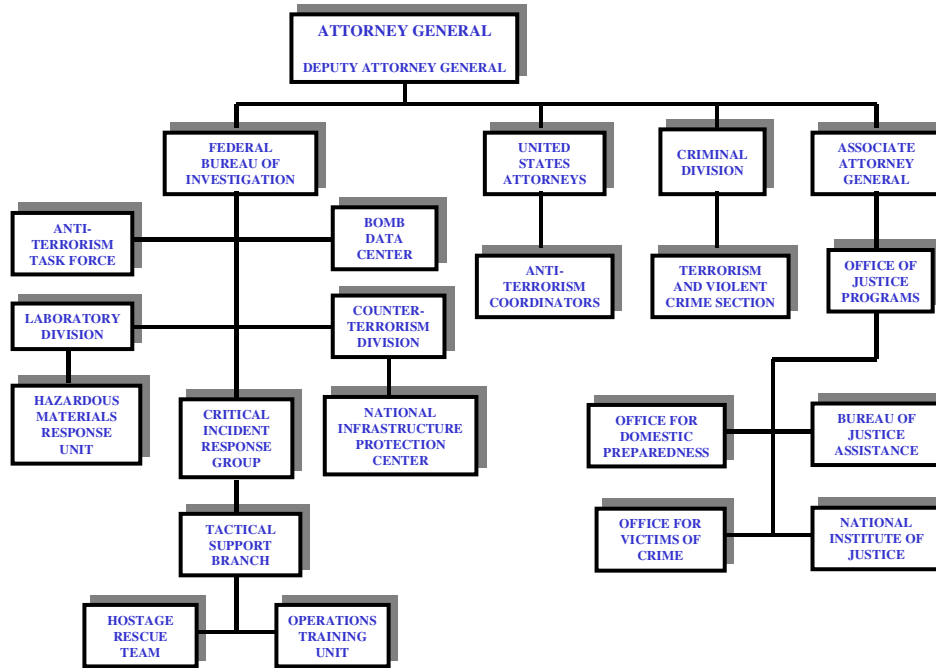 ATTORNEY GENERAL
DEPUTY ATTORNEY GENERAL
FEDERAL
BUREAU OF
INVESTIGATION
UNITED
STATES
ATTORNEYS
CRIMINAL
DIVISION
ASSOCIATE
ATTORNEY
GENERAL
ANTI-
TERRORISM
TASK FORCE
BOMB
DATA
CENTER
ANTI-
TERRORISM
COORDINATORS
TERRORISM
AND VIOLENT
CRIME SECTION
OFFICE OF
JUSTICE
PROGRAMS
LABORATORY
DIVISION
COUNTER-
TERRORISM
DIVISION
HAZARDOUS
MATERIALS
RESPONSE
UNIT
CRITICAL
INCIDENT
RESPONSE
GROUP
NATIONAL
INFRASTRUCTURE
PROTECTION
CENTER
OFFICE FOR
DOMESTIC
PREPAREDNESS
BUREAU OF
JUSTICE
ASSISTANCE
TACTICAL
SUPPORT
BRANCH
OFFICE FOR
VICTIMS OF
CRIME
NATIONAL
INSTITUTE OF
JUSTICE
HOSTAGE
RESCUE
TEAM
OPERATIONS
TRAINING
UNIT